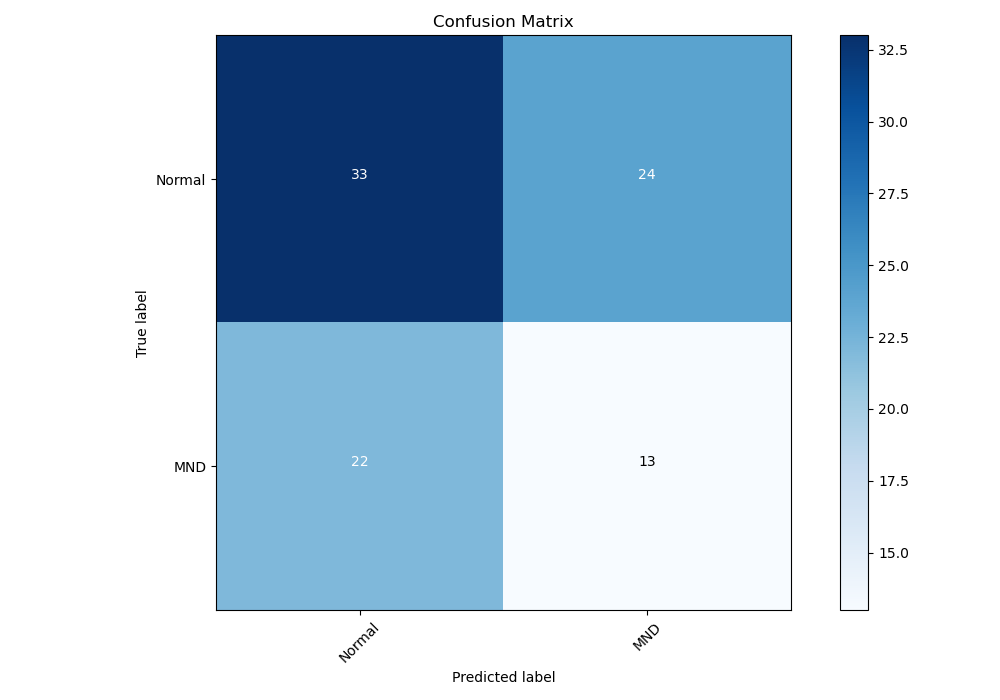 Confusion Matrix
True label
Normal
MND
33
24
22
13
Normal
MND
Predicted label
32.5
30.0
27.5
25.0
22.5
20.0
17.5
15.0